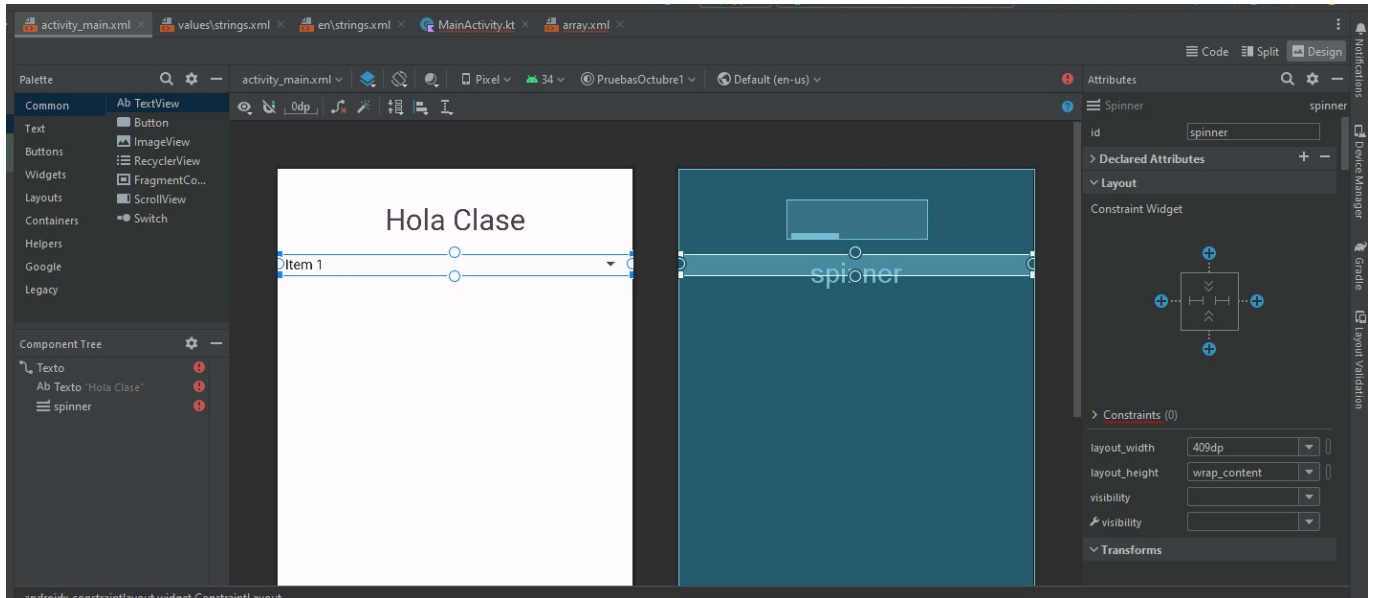 activity_main.xml values\strings.xml en\strings.xml MainActivity.kt array.xml
Code Split Design
Palette
Common
Text
Buttons
Widgets
Layouts
Containers
Helpers
Google
Legacy
Ab TextView
Button
ImageView
RecyclerView
FragmentCo...
ScrollView
Switch
activity_main.xml Pixel 34 PruebasOctubre1 Default (en-us)
0dp
Hola Clase
Item 1
spinner
Component Tree
Texto
Ab Texto "Hola Clase"
spinner
Attributes
Spinner spinner
id spinner
Declared Attributes
Layout
Constraint Widget
Constraints (0)
layout_width 409dp
layout_height wrap_content
visibility
visibility
Transforms
Notifications
Device Manager
Gradle
Layout Validation
androidx.constraintlayout.widget.ConstraintLayout